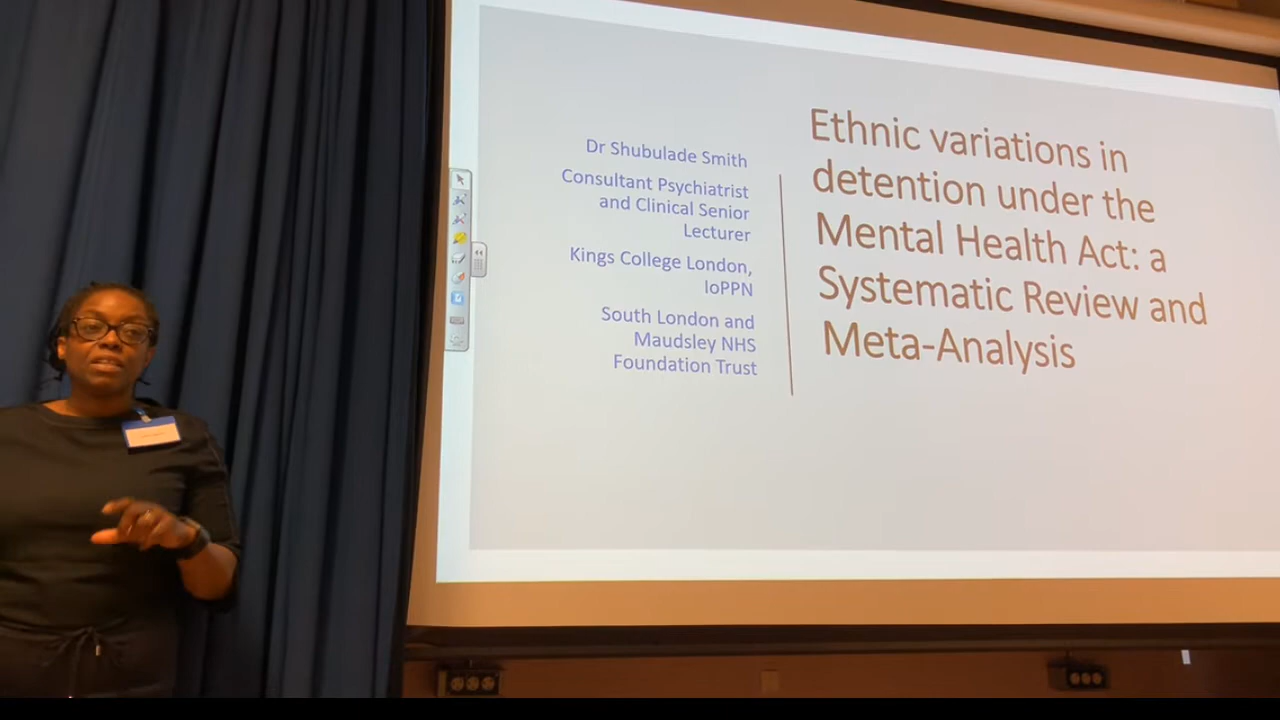 Dr Shubulade Smith
Consultant Psychiatrist
and Clinical Senior
Lecturer
Kings College London,
IoPPN
South London and
Maudsley NHS
Foundation Trust
Ethnic variations in
detention under the
Mental Health Act: a
Systematic Review and
Meta-Analysis